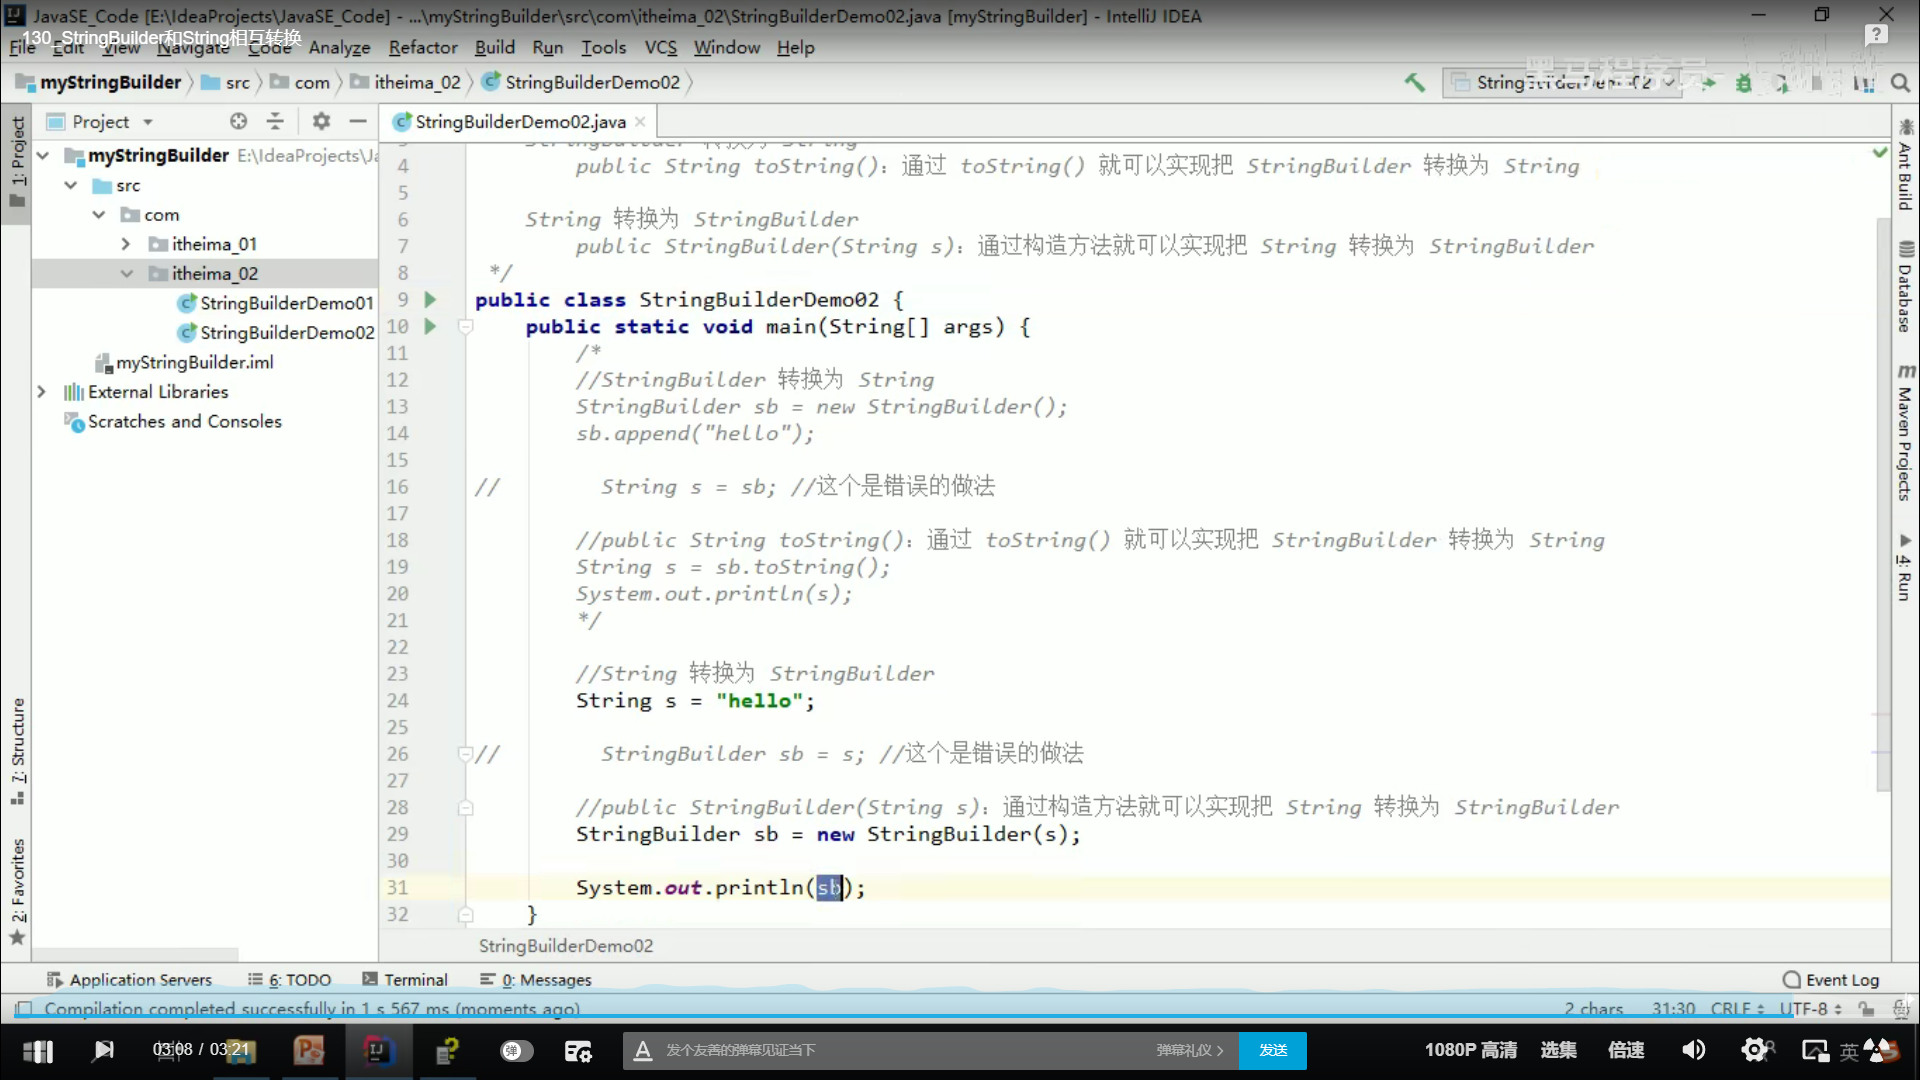 JavaSE_Code [E:\IdeaProjects\JavaSE_Code] - ...\myStringBuilder\src\com\itheima_02\StringBuilderDemo02.java [myStringBuilder] - IntelliJ IDEA
130_StringBuilder和String相互转换
File Edit View Navigate Code Analyze Refactor Build Run Tools VCS Window Help
黑马程序员
myStringBuilder src com itheima_02 StringBuilderDemo02
StringBuilderDemo02
1: Project
Project
StringBuilderDemo02.java
myStringBuilder E:\IdeaProjects\Ja
src
com
itheima_01
itheima_02
StringBuilderDemo01
StringBuilderDemo02
myStringBuilder.iml
External Libraries
Scratches and Consoles
StringBuilder 转换为 String
4 public String toString(): 通过 toString() 就可以实现把 StringBuilder 转换为 String
5
6 String 转换为 StringBuilder
7 public StringBuilder(String s): 通过构造方法就可以实现把 String 转换为 StringBuilder
8 */
9 public class StringBuilderDemo02 {
10 public static void main(String[] args) {
11 /*
12 //StringBuilder 转换为 String
13 StringBuilder sb = new StringBuilder();
14 sb.append("hello");
15
16 // String s = sb; //这个是错误的做法
17
18 //public String toString(): 通过 toString() 就可以实现把 StringBuilder 转换为 String
19 String s = sb.toString();
20 System.out.println(s);
21 */
22
23 //String 转换为 StringBuilder
24 String s = "hello";
25
26 // StringBuilder sb = s; //这个是错误的做法
27
28 //public StringBuilder(String s): 通过构造方法就可以实现把 String 转换为 StringBuilder
29 StringBuilder sb = new StringBuilder(s);
30
31 System.out.println(sb);
32 }
StringBuilderDemo02
Ant Build
Database
Maven Projects
4: Run
7: Structure
2: Favorites
Application Servers 6: TODO Terminal 0: Messages Event Log
Compilation completed successfully in 1 s 567 ms (moments ago) 2 chars 31:30 CRLF UTF-8
03:08 / 03:21 弹 发个友善的弹幕见证当下 弹幕礼仪 > 发送 1080P 高清 选集 倍速 英